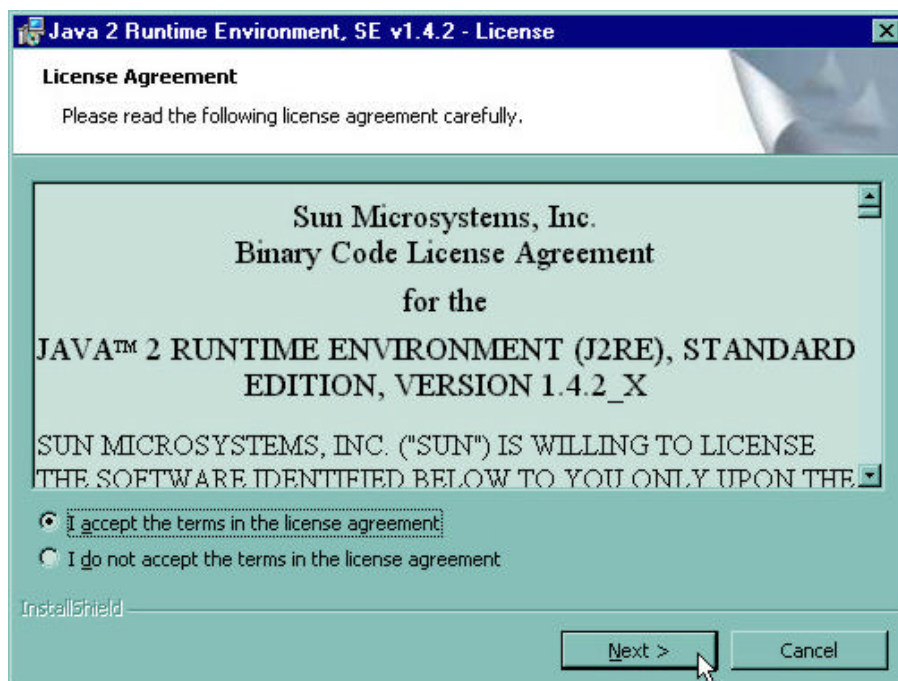 Java 2 Runtime Environment, SE v1.4.2 - License
License Agreement
Please read the following license agreement carefully.
Sun Microsystems, Inc.
Binary Code License Agreement
for the
JAVA™ 2 RUNTIME ENVIRONMENT (J2RE), STANDARD
EDITION, VERSION 1.4.2_X
SUN MICROSYSTEMS, INC. ("SUN") IS WILLING TO LICENSE
THE SOFTWARE IDENTIFIED BELOW TO YOU ONLY UPON THE
I accept the terms in the license agreement
I do not accept the terms in the license agreement
InstallShield
Next >
Cancel